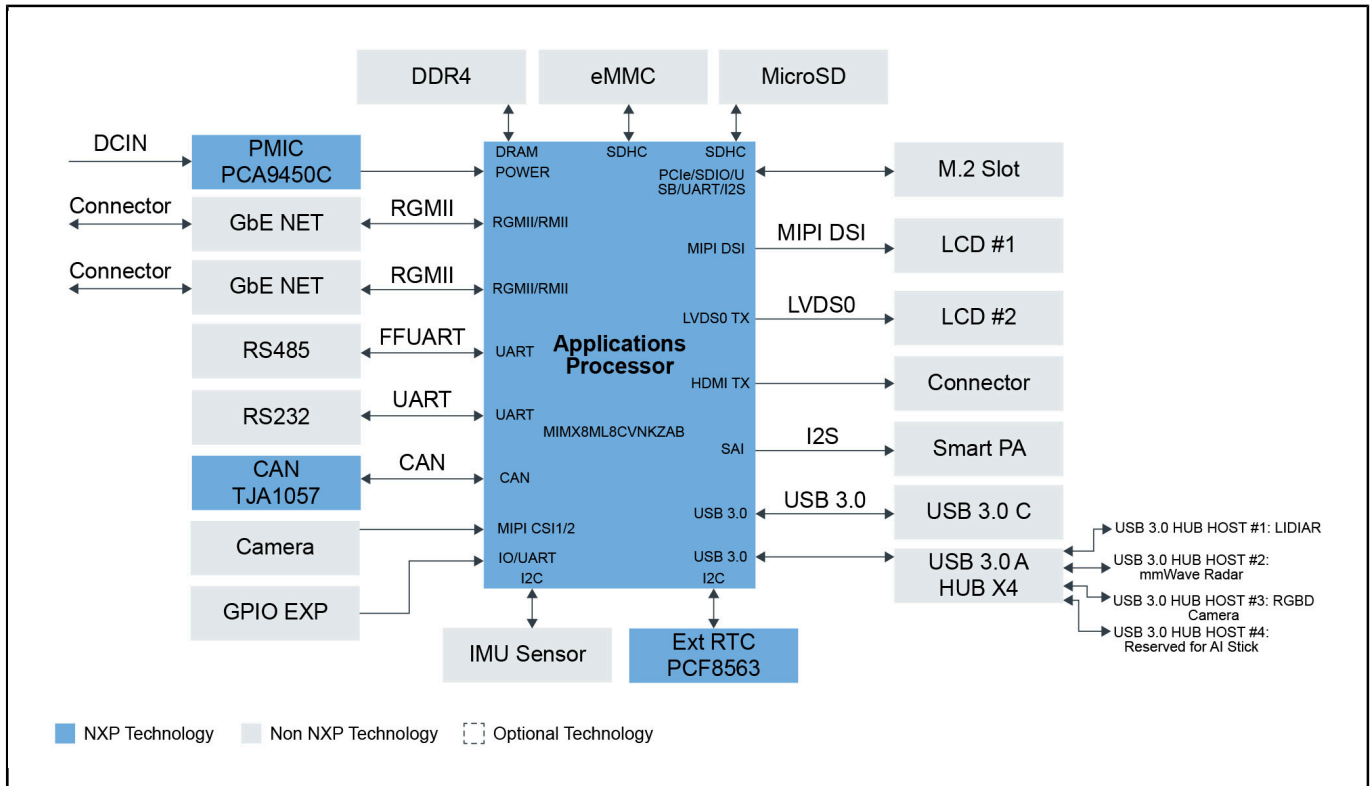 DDR4
eMMC
MicroSD
DCIN
PMIC
PCA9450C
DRAM
POWER
SDHC
SDHC
PCIe/SDIO/U
SB/UART/I2S
M.2 Slot
Connector
GbE NET
RGMII
RGMII/RMII
MIPI DSI
MIPI DSI
LCD #1
Connector
GbE NET
RGMII
RGMII/RMII
LVDS0 TX
LVDS0
LCD #2
RS485
FFUART
UART
Applications
Processor
HDMI TX
Connector
RS232
UART
UART
MIMX8ML8CVNKZAB
SAI
I2S
Smart PA
CAN
TJA1057
CAN
CAN
USB 3.0
USB 3.0
USB 3.0 C
Camera
MIPI CSI1/2
IO/UART
I2C
USB 3.0
I2C
USB 3.0 A
HUB X4
USB 3.0 HUB HOST #1: LIDIAR
USB 3.0 HUB HOST #2:
mmWave Radar
USB 3.0 HUB HOST #3: RGBD
Camera
USB 3.0 HUB HOST #4:
Reserved for AI Stick
GPIO EXP
IMU Sensor
Ext RTC
PCF8563
NXP Technology
Non NXP Technology
Optional Technology